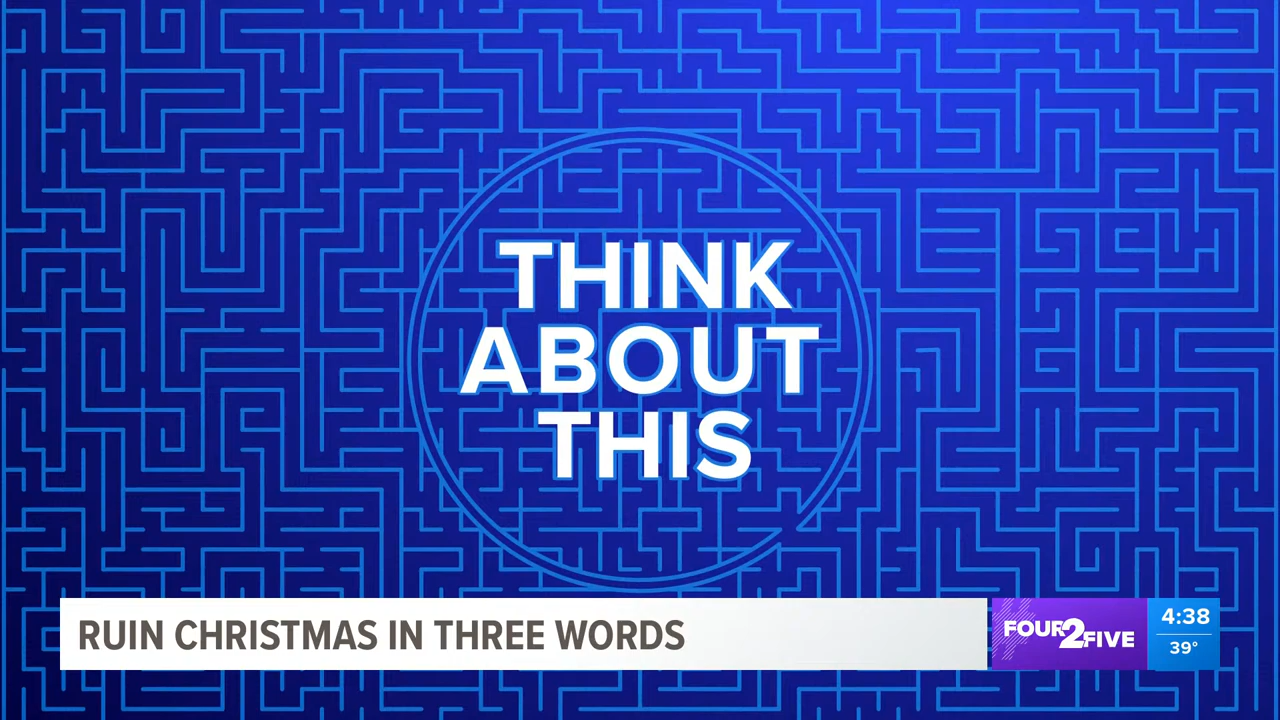 THINK
ABOUT
THIS
RUIN CHRISTMAS IN THREE WORDS
FOUR2FIVE
4:38
39°